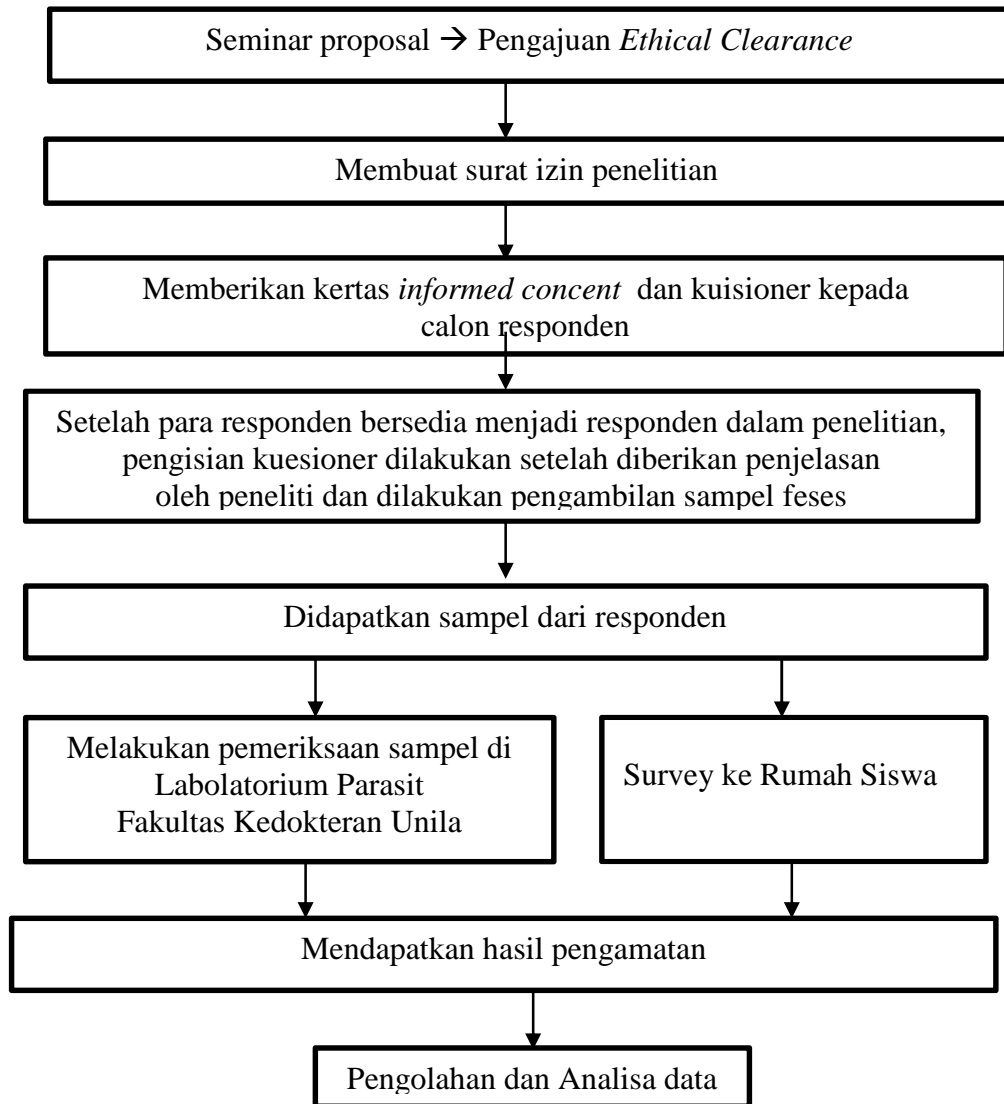 Seminar proposal → Pengajuan Ethical Clearance
Membuat surat izin penelitian
Memberikan kertas informed concent dan kuisioner kepada
calon responden
Setelah para responden bersedia menjadi responden dalam penelitian,
pengisian kuesioner dilakukan setelah diberikan penjelasan
oleh peneliti dan dilakukan pengambilan sampel feses
Didapatkan sampel dari responden
Melakukan pemeriksaan sampel di
Labolatorium Parasit
Fakultas Kedokteran Unila
Survey ke Rumah Siswa
Mendapatkan hasil pengamatan
Pengolahan dan Analisa data